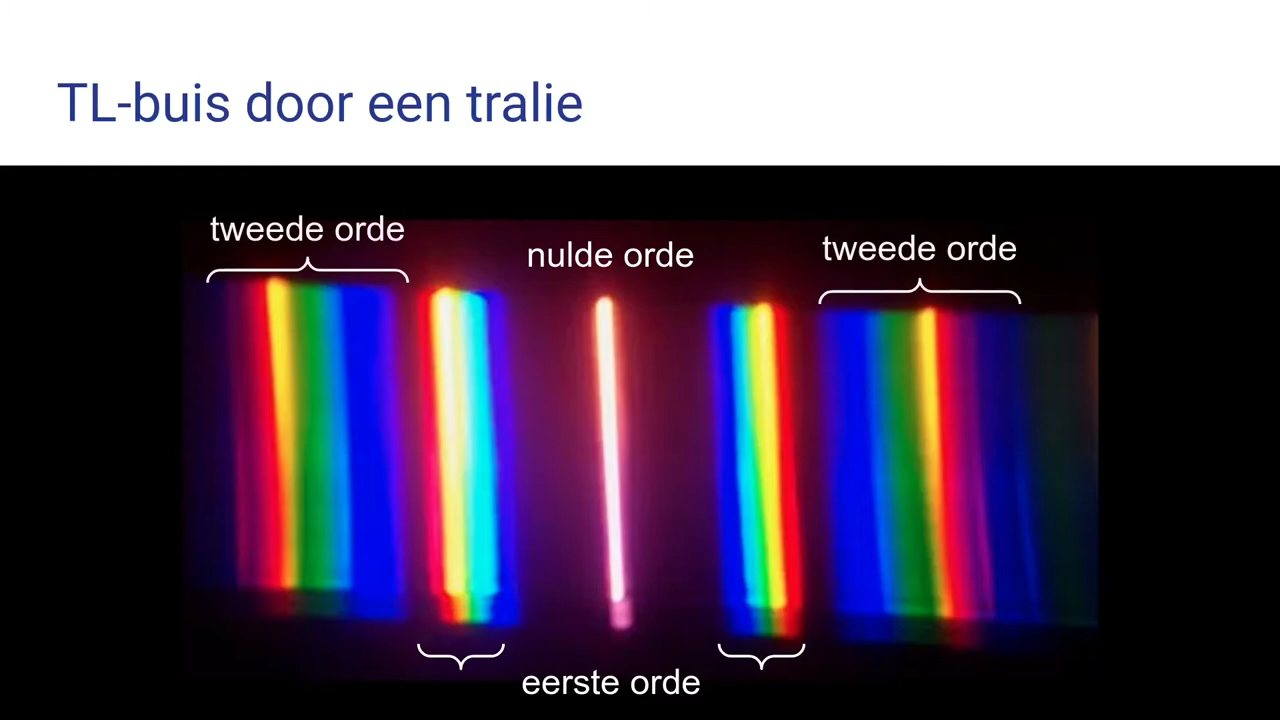 TL-buis door een tralie
tweede orde
nulde orde
tweede orde
eerste orde